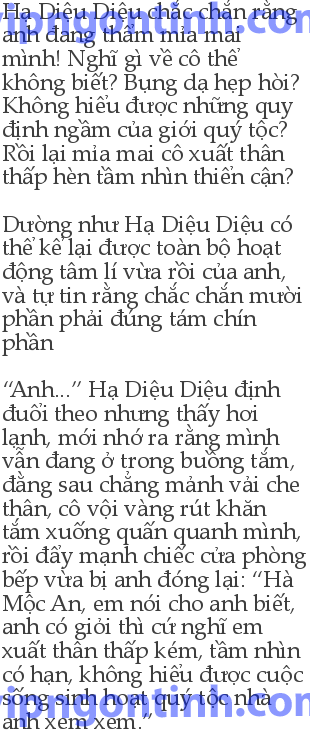 Hạ Diệu Diệu chắc chắn rằng
anh đang thầm mỉa mai
mình! Nghĩ gì về cô thế
không biết? Bụng dạ hẹp hòi?
Không hiểu được những quy
định ngầm của giới quý tộc?
Rồi lại mỉa mai cô xuất thân
thấp hèn tầm nhìn thiển cận?
Dường như Hạ Diệu Diệu có
thể kể lại được toàn bộ hoạt
động tâm lí vừa rồi của anh,
và tự tin rằng chắc chắn mười
phần phải đúng tám chín
phần
“Anh...” Hạ Diệu Diệu định
đuổi theo nhưng thấy hơi
lạnh, mới nhớ ra rằng mình
vẫn đang ở trong buồng tắm,
đằng sau chẳng mảnh vải che
thân, cô vội vàng rút khăn
tắm xuống quấn quanh mình,
rồi đẩy mạnh chiếc cửa phòng
bếp vừa bị anh đóng lại: “Hà
Mộc An, em nói cho anh biết,
anh có giỏi thì cứ nghĩ em
xuất thân thấp kém, tầm nhìn
có hạn, không hiểu được cuộc
sống sinh hoạt quý tộc nhà
anh xem xem.”
ipngontinh.com
ipngontinh.com